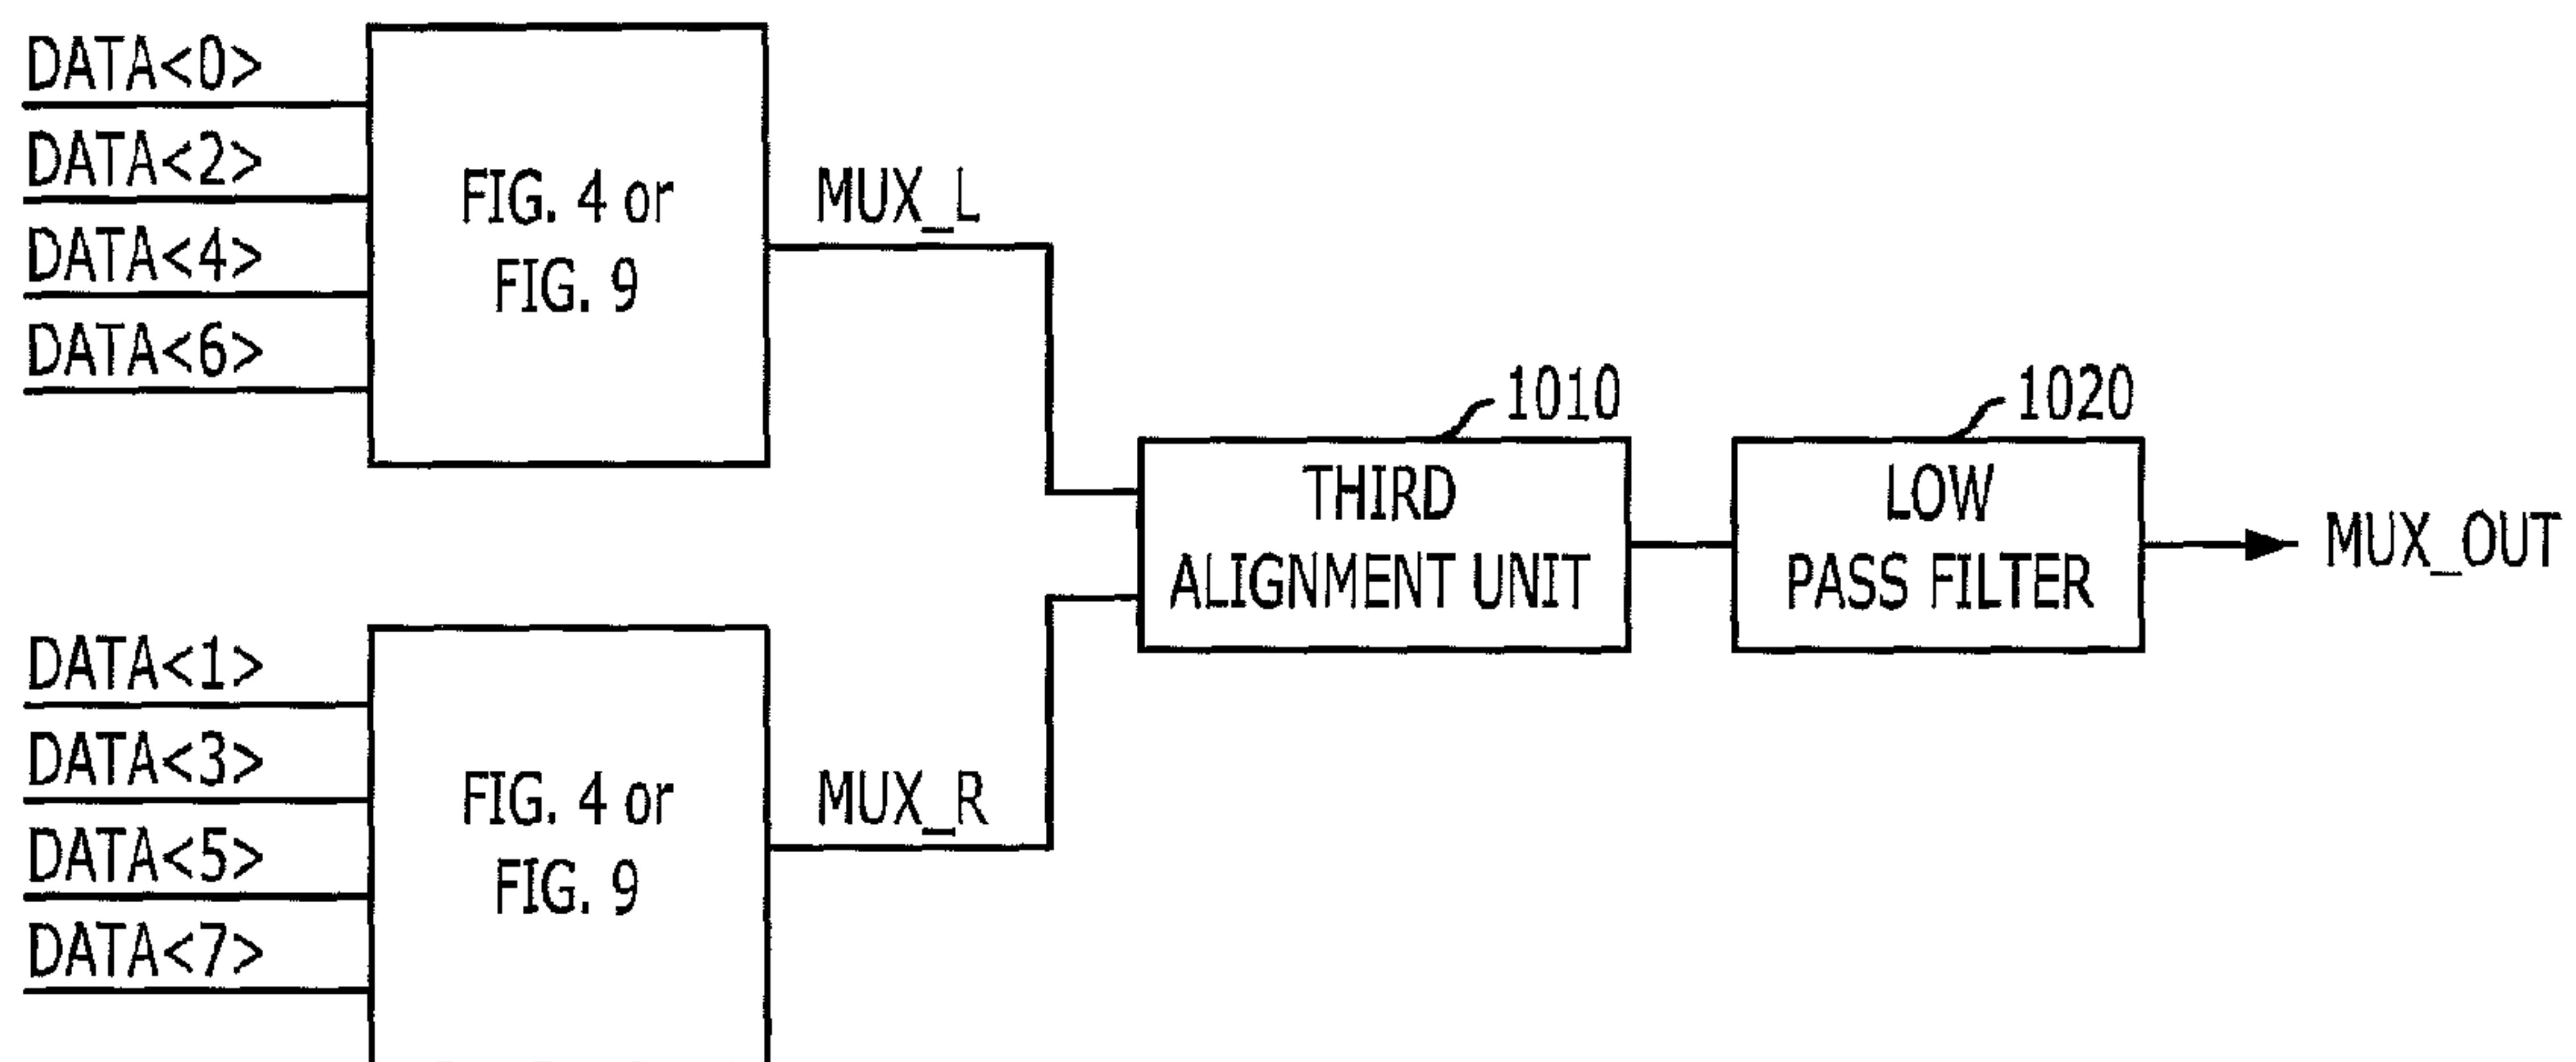 DATA<0>
DATA<2>
DATA<4>
DATA<6>
FIG. 4 or
FIG. 9
MUX_L
DATA<1>
DATA<3>
DATA<5>
DATA<7>
FIG. 4 or
FIG. 9
MUX_R
1010
THIRD
ALIGNMENT UNIT
1020
LOW
PASS FILTER
MUX_OUT